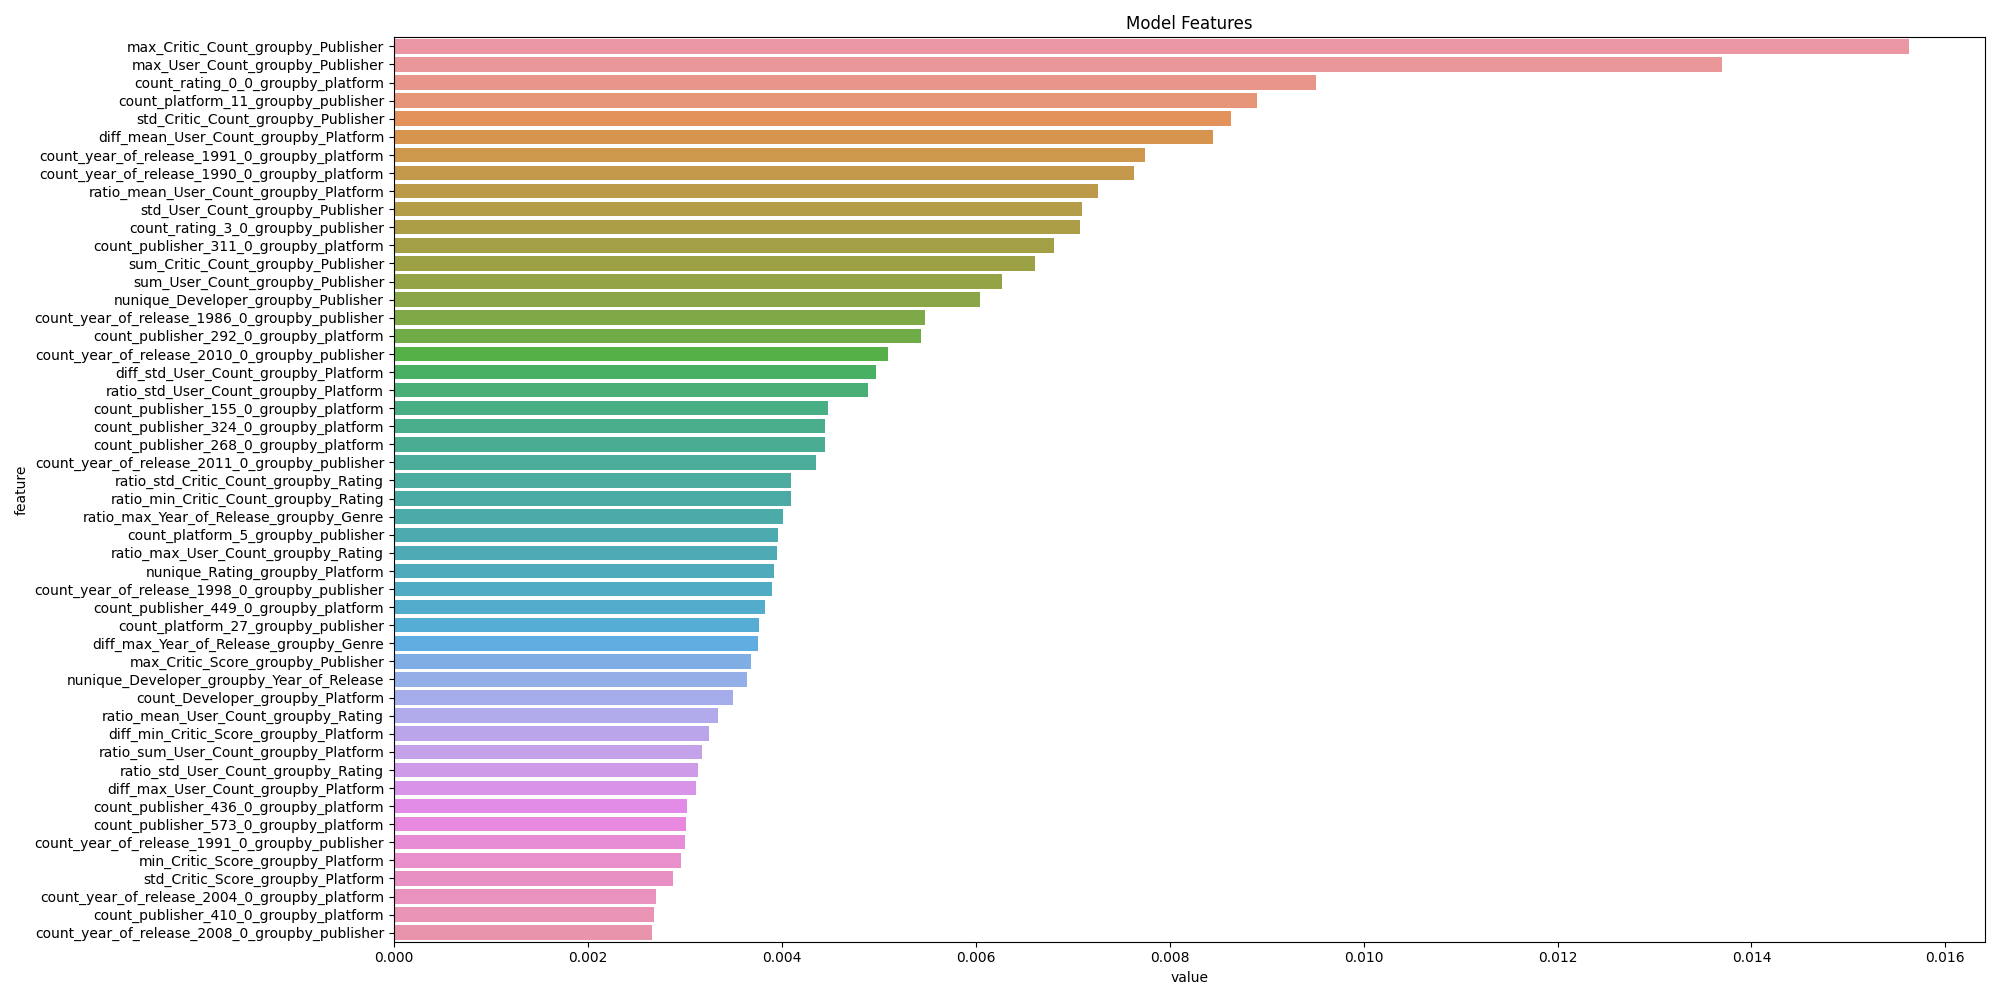 Model Features
max_Critic_Count_groupby_Publisher
max_User_Count_groupby_Publisher
count_rating_0_0_groupby_platform
count_platform_11_groupby_publisher
std_Critic_Count_groupby_Publisher
diff_mean_User_Count_groupby_Platform
count_year_of_release_1991_0_groupby_platform
count_year_of_release_1990_0_groupby_platform
ratio_mean_User_Count_groupby_Platform
std_User_Count_groupby_Publisher
count_rating_3_0_groupby_publisher
count_publisher_311_0_groupby_platform
sum_Critic_Count_groupby_Publisher
sum_User_Count_groupby_Publisher
nunique_Developer_groupby_Publisher
count_year_of_release_1986_0_groupby_publisher
count_publisher_292_0_groupby_platform
count_year_of_release_2010_0_groupby_publisher
diff_std_User_Count_groupby_Platform
ratio_std_User_Count_groupby_Platform
count_publisher_155_0_groupby_platform
count_publisher_324_0_groupby_platform
count_publisher_268_0_groupby_platform
count_year_of_release_2011_0_groupby_publisher
ratio_std_Critic_Count_groupby_Rating
ratio_min_Critic_Count_groupby_Rating
ratio_max_Year_of_Release_groupby_Genre
count_platform_5_groupby_publisher
ratio_max_User_Count_groupby_Rating
nunique_Rating_groupby_Platform
count_year_of_release_1998_0_groupby_publisher
count_publisher_449_0_groupby_platform
count_platform_27_groupby_publisher
diff_max_Year_of_Release_groupby_Genre
max_Critic_Score_groupby_Publisher
nunique_Developer_groupby_Year_of_Release
count_Developer_groupby_Platform
ratio_mean_User_Count_groupby_Rating
diff_min_Critic_Score_groupby_Platform
ratio_sum_User_Count_groupby_Platform
ratio_std_User_Count_groupby_Rating
diff_max_User_Count_groupby_Platform
count_publisher_436_0_groupby_platform
count_publisher_573_0_groupby_platform
count_year_of_release_1991_0_groupby_publisher
min_Critic_Score_groupby_Platform
std_Critic_Score_groupby_Platform
count_year_of_release_2004_0_groupby_platform
count_publisher_410_0_groupby_platform
count_year_of_release_2008_0_groupby_publisher
feature
0.000 0.002 0.004 0.006 0.008 0.010 0.012 0.014 0.016
value